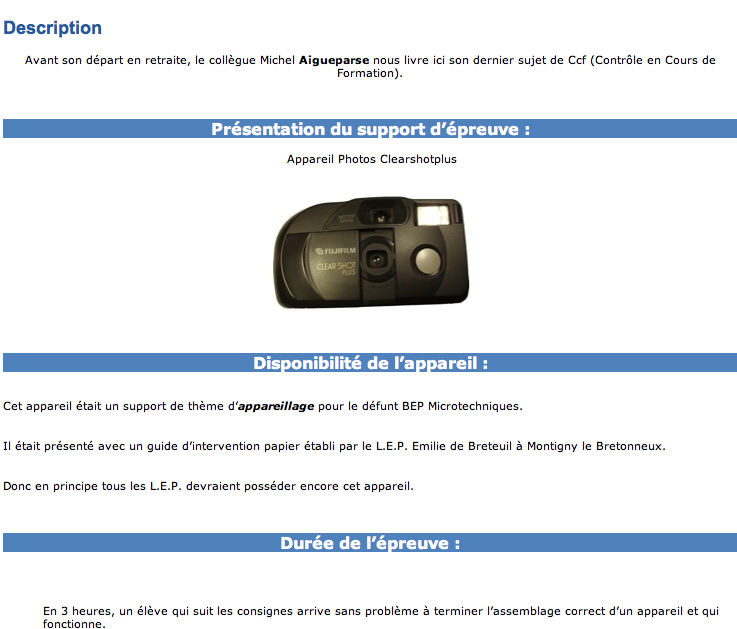 Description
Avant son départ en retraite, le collègue Michel Aigueparse nous livre ici son dernier sujet de Ccf (Contrôle en Cours de
Formation).
Présentation du support d’épreuve :
Appareil Photos Clearshotplus
FUJIFILM
CLEAR SHOT
PLUS
Disponibilité de l’appareil :
Cet appareil était un support de thème d’appareillage pour le défunt BEP Microtechniques.
Il était présenté avec un guide d’intervention papier établi par le L.E.P. Emilie de Breteuil à Montigny le Bretonneux.
Donc en principe tous les L.E.P. devraient posséder encore cet appareil.
Durée de l’épreuve :
En 3 heures, un élève qui suit les consignes arrive sans problème à terminer l’assemblage correct d’un appareil et qui
fonctionne.